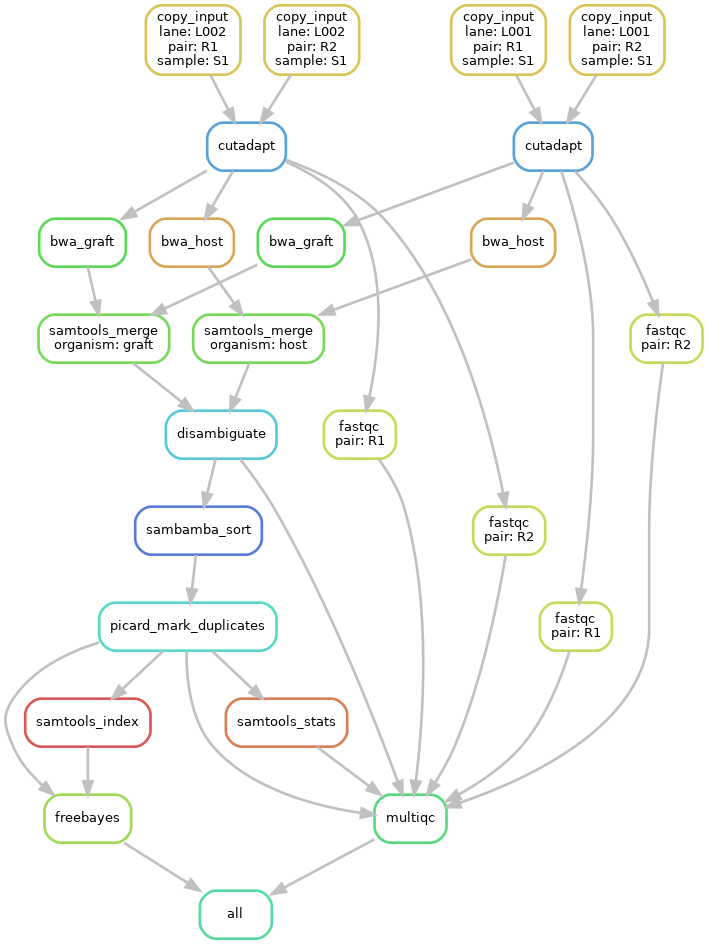 copy_input
lane: L002
pair: R1
sample: S1
copy_input
lane: L002
pair: R2
sample: S1
copy_input
lane: L001
pair: R1
sample: S1
copy_input
lane: L001
pair: R2
sample: S1
cutadapt
cutadapt
bwa_graft
bwa_host
bwa_graft
bwa_host
samtools_merge
organism: graft
samtools_merge
organism: host
fastqc
pair: R2
disambiguate
fastqc
pair: R1
sambamba_sort
fastqc
pair: R2
picard_mark_duplicates
fastqc
pair: R1
samtools_index
samtools_stats
freebayes
multiqc
all